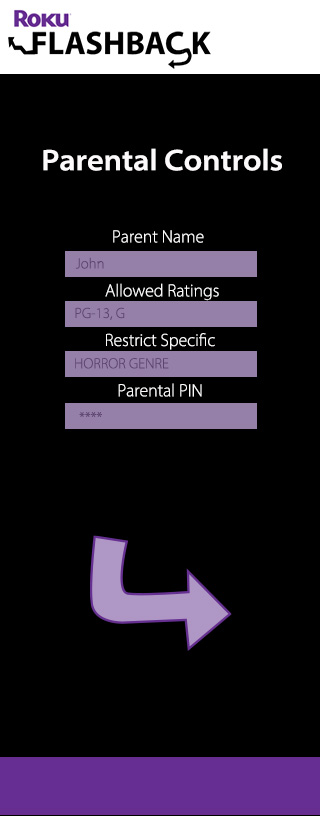 Roku
FLASHBACK
Parental Controls
Parent Name
John
Allowed Ratings
PG-13, G
Restrict Specific
HORROR GENRE
Parental PIN
****